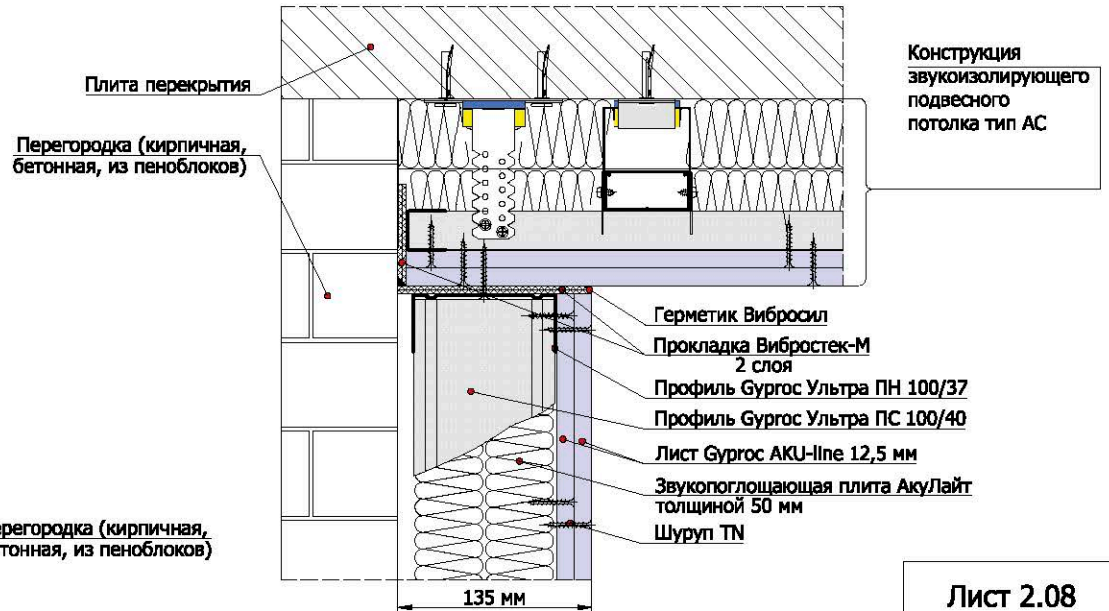 Плита перекрытия
Перегородка (кирпичная,
бетонная, из пеноблоков)
Конструкция
звукоизолирующего
подвесного
потолка тип АС
Герметик Вибросил
Прокладка Вибростек-М
2 слоя
Профиль Gyproc Ультра ПН 100/37
Профиль Gyproc Ультра ПС 100/40
Лист Gyproc AKU-line 12,5 мм
Звукопоглощающая плита АкуЛайт
толщиной 50 мм
Шуруп TN
ерегородка (кирпичная,
тонная, из пеноблоков)
135 мм
Лист 2.08